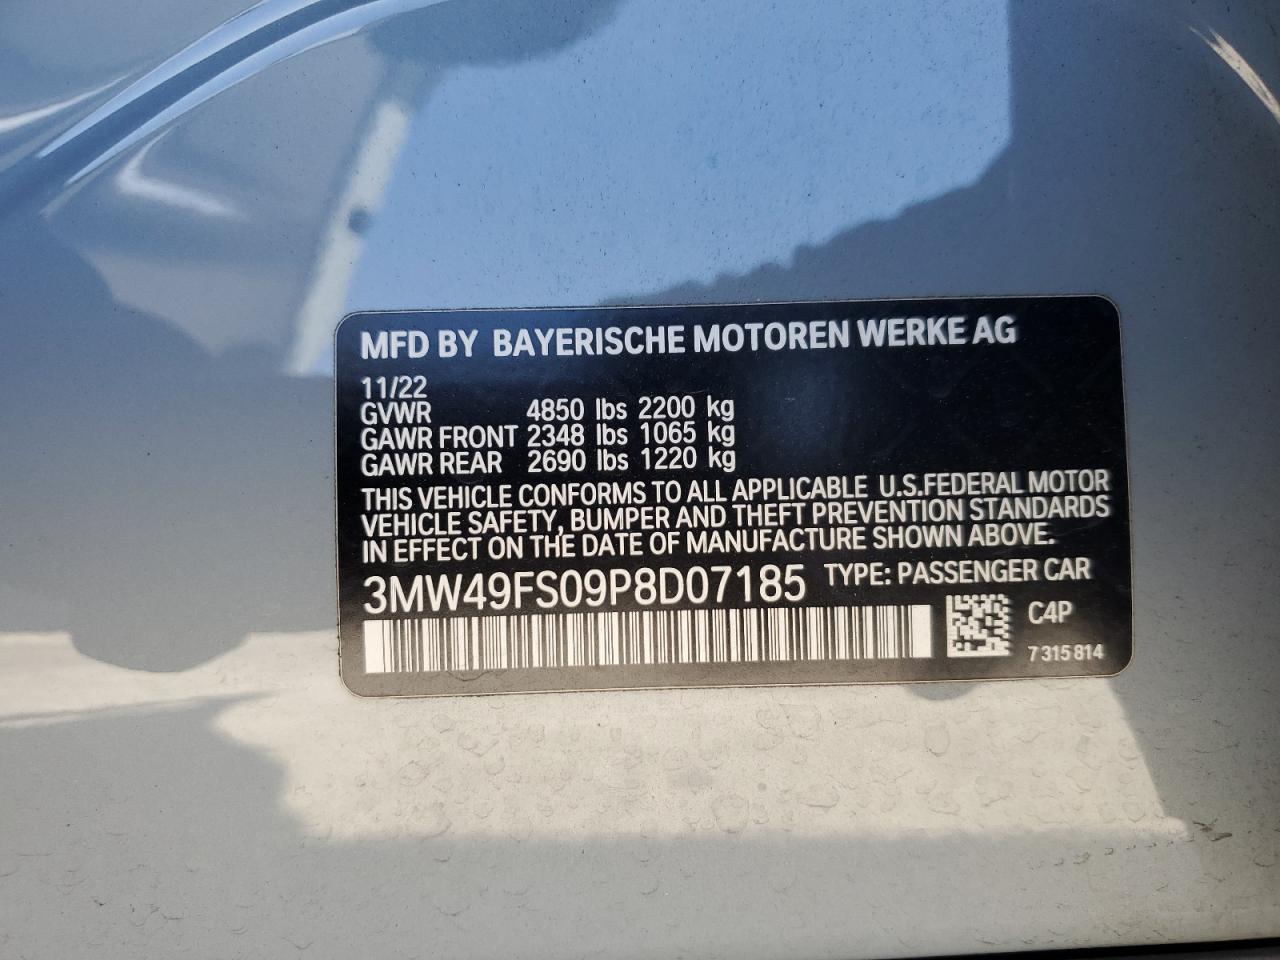 MFD BY BAYERISCHE MOTOREN WERKE AG
11/22
GVWR 4850 lbs 2200 kg
GAWR FRONT 2348 lbs 1065 kg
GAWR REAR 2690 lbs 1220 kg
THIS VEHICLE CONFORMS TO ALL APPLICABLE U.S.FEDERAL MOTOR
VEHICLE SAFETY, BUMPER AND THEFT PREVENTION STANDARDS
IN EFFECT ON THE DATE OF MANUFACTURE SHOWN ABOVE.
3MW49FS09P8D07185 TYPE: PASSENGER CAR
C4P
7 315 814